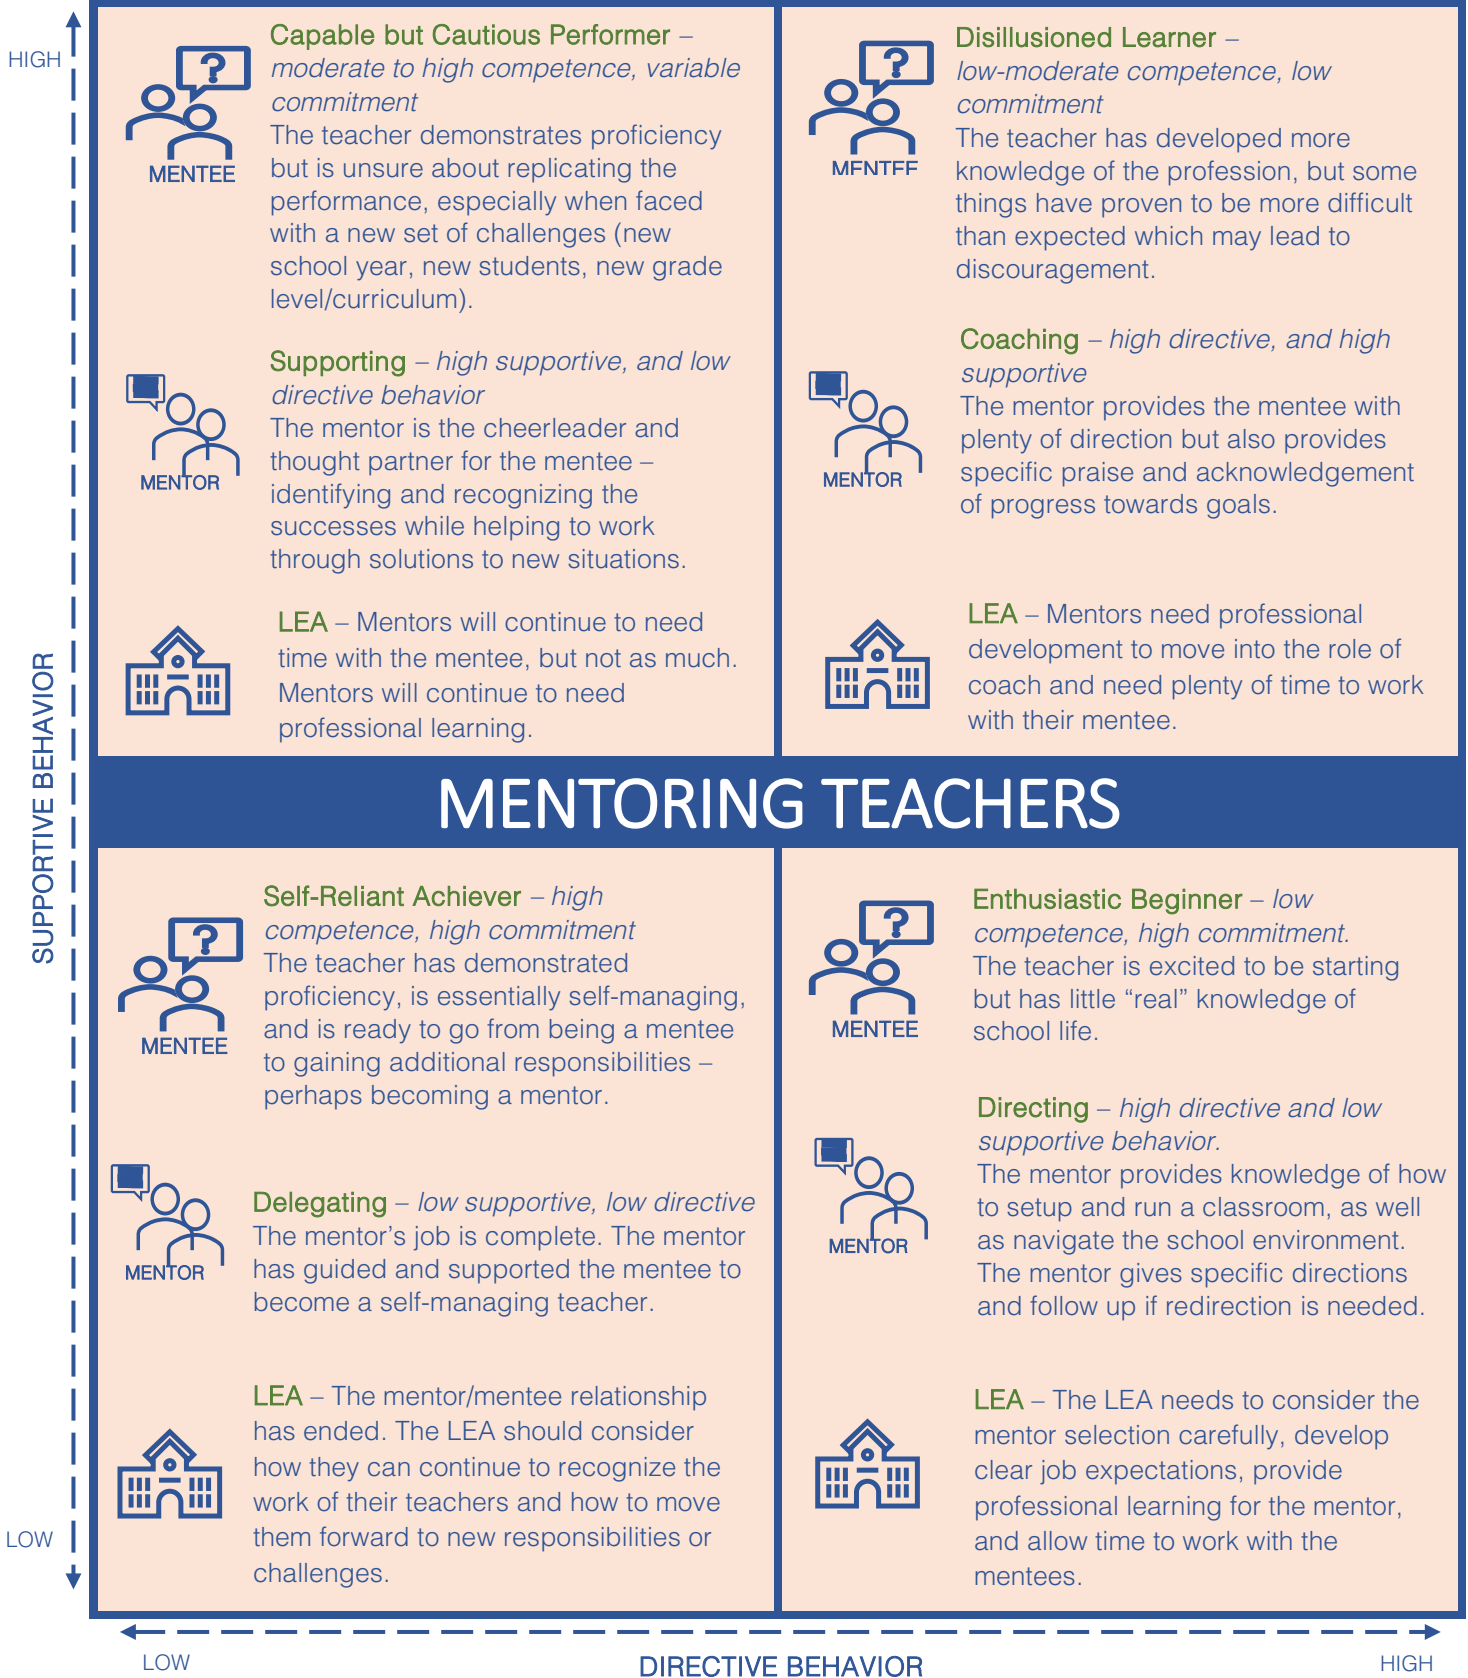 HIGH
Capable but Cautious Performer –
moderate to high competence, variable
commitment
The teacher demonstrates proficiency
but is unsure about replicating the
performance, especially when faced
with a new set of challenges (new
school year, new students, new grade
level/curriculum).
?
MENTEE
Supporting – high supportive, and low
directive behavior
The mentor is the cheerleader and
thought partner for the mentee –
identifying and recognizing the
successes while helping to work
through solutions to new situations.
MENTOR
LEA – Mentors will continue to need
time with the mentee, but not as much.
Mentors will continue to need
professional learning.
Disillusioned Learner –
low-moderate competence, low
commitment
The teacher has developed more
knowledge of the profession, but some
things have proven to be more difficult
than expected which may lead to
discouragement.
?
MENTEE
Coaching – high directive, and high
supportive
The mentor provides the mentee with
plenty of direction but also provides
specific praise and acknowledgement
of progress towards goals.
MENTOR
LEA – Mentors need professional
development to move into the role of
coach and need plenty of time to work
with their mentee.
SUPPORTIVE BEHAVIOR
MENTORING TEACHERS
Self-Reliant Achiever – high
competence, high commitment
The teacher has demonstrated
proficiency, is essentially self-managing,
and is ready to go from being a mentee
to gaining additional responsibilities –
perhaps becoming a mentor.
?
MENTEE
Delegating – low supportive, low directive
The mentor’s job is complete. The mentor
has guided and supported the mentee to
become a self-managing teacher.
MENTOR
LEA – The mentor/mentee relationship
has ended. The LEA should consider
how they can continue to recognize the
work of their teachers and how to move
them forward to new responsibilities or
challenges.
Enthusiastic Beginner – low
competence, high commitment.
The teacher is excited to be starting
but has little “real” knowledge of
school life.
?
MENTEE
Directing – high directive and low
supportive behavior.
The mentor provides knowledge of how
to setup and run a classroom, as well
as navigate the school environment.
The mentor gives specific directions
and follow up if redirection is needed.
MENTOR
LEA – The LEA needs to consider the
mentor selection carefully, develop
clear job expectations, provide
professional learning for the mentor,
and allow time to work with the
mentees.
LOW
LOW
DIRECTIVE BEHAVIOR
HIGH